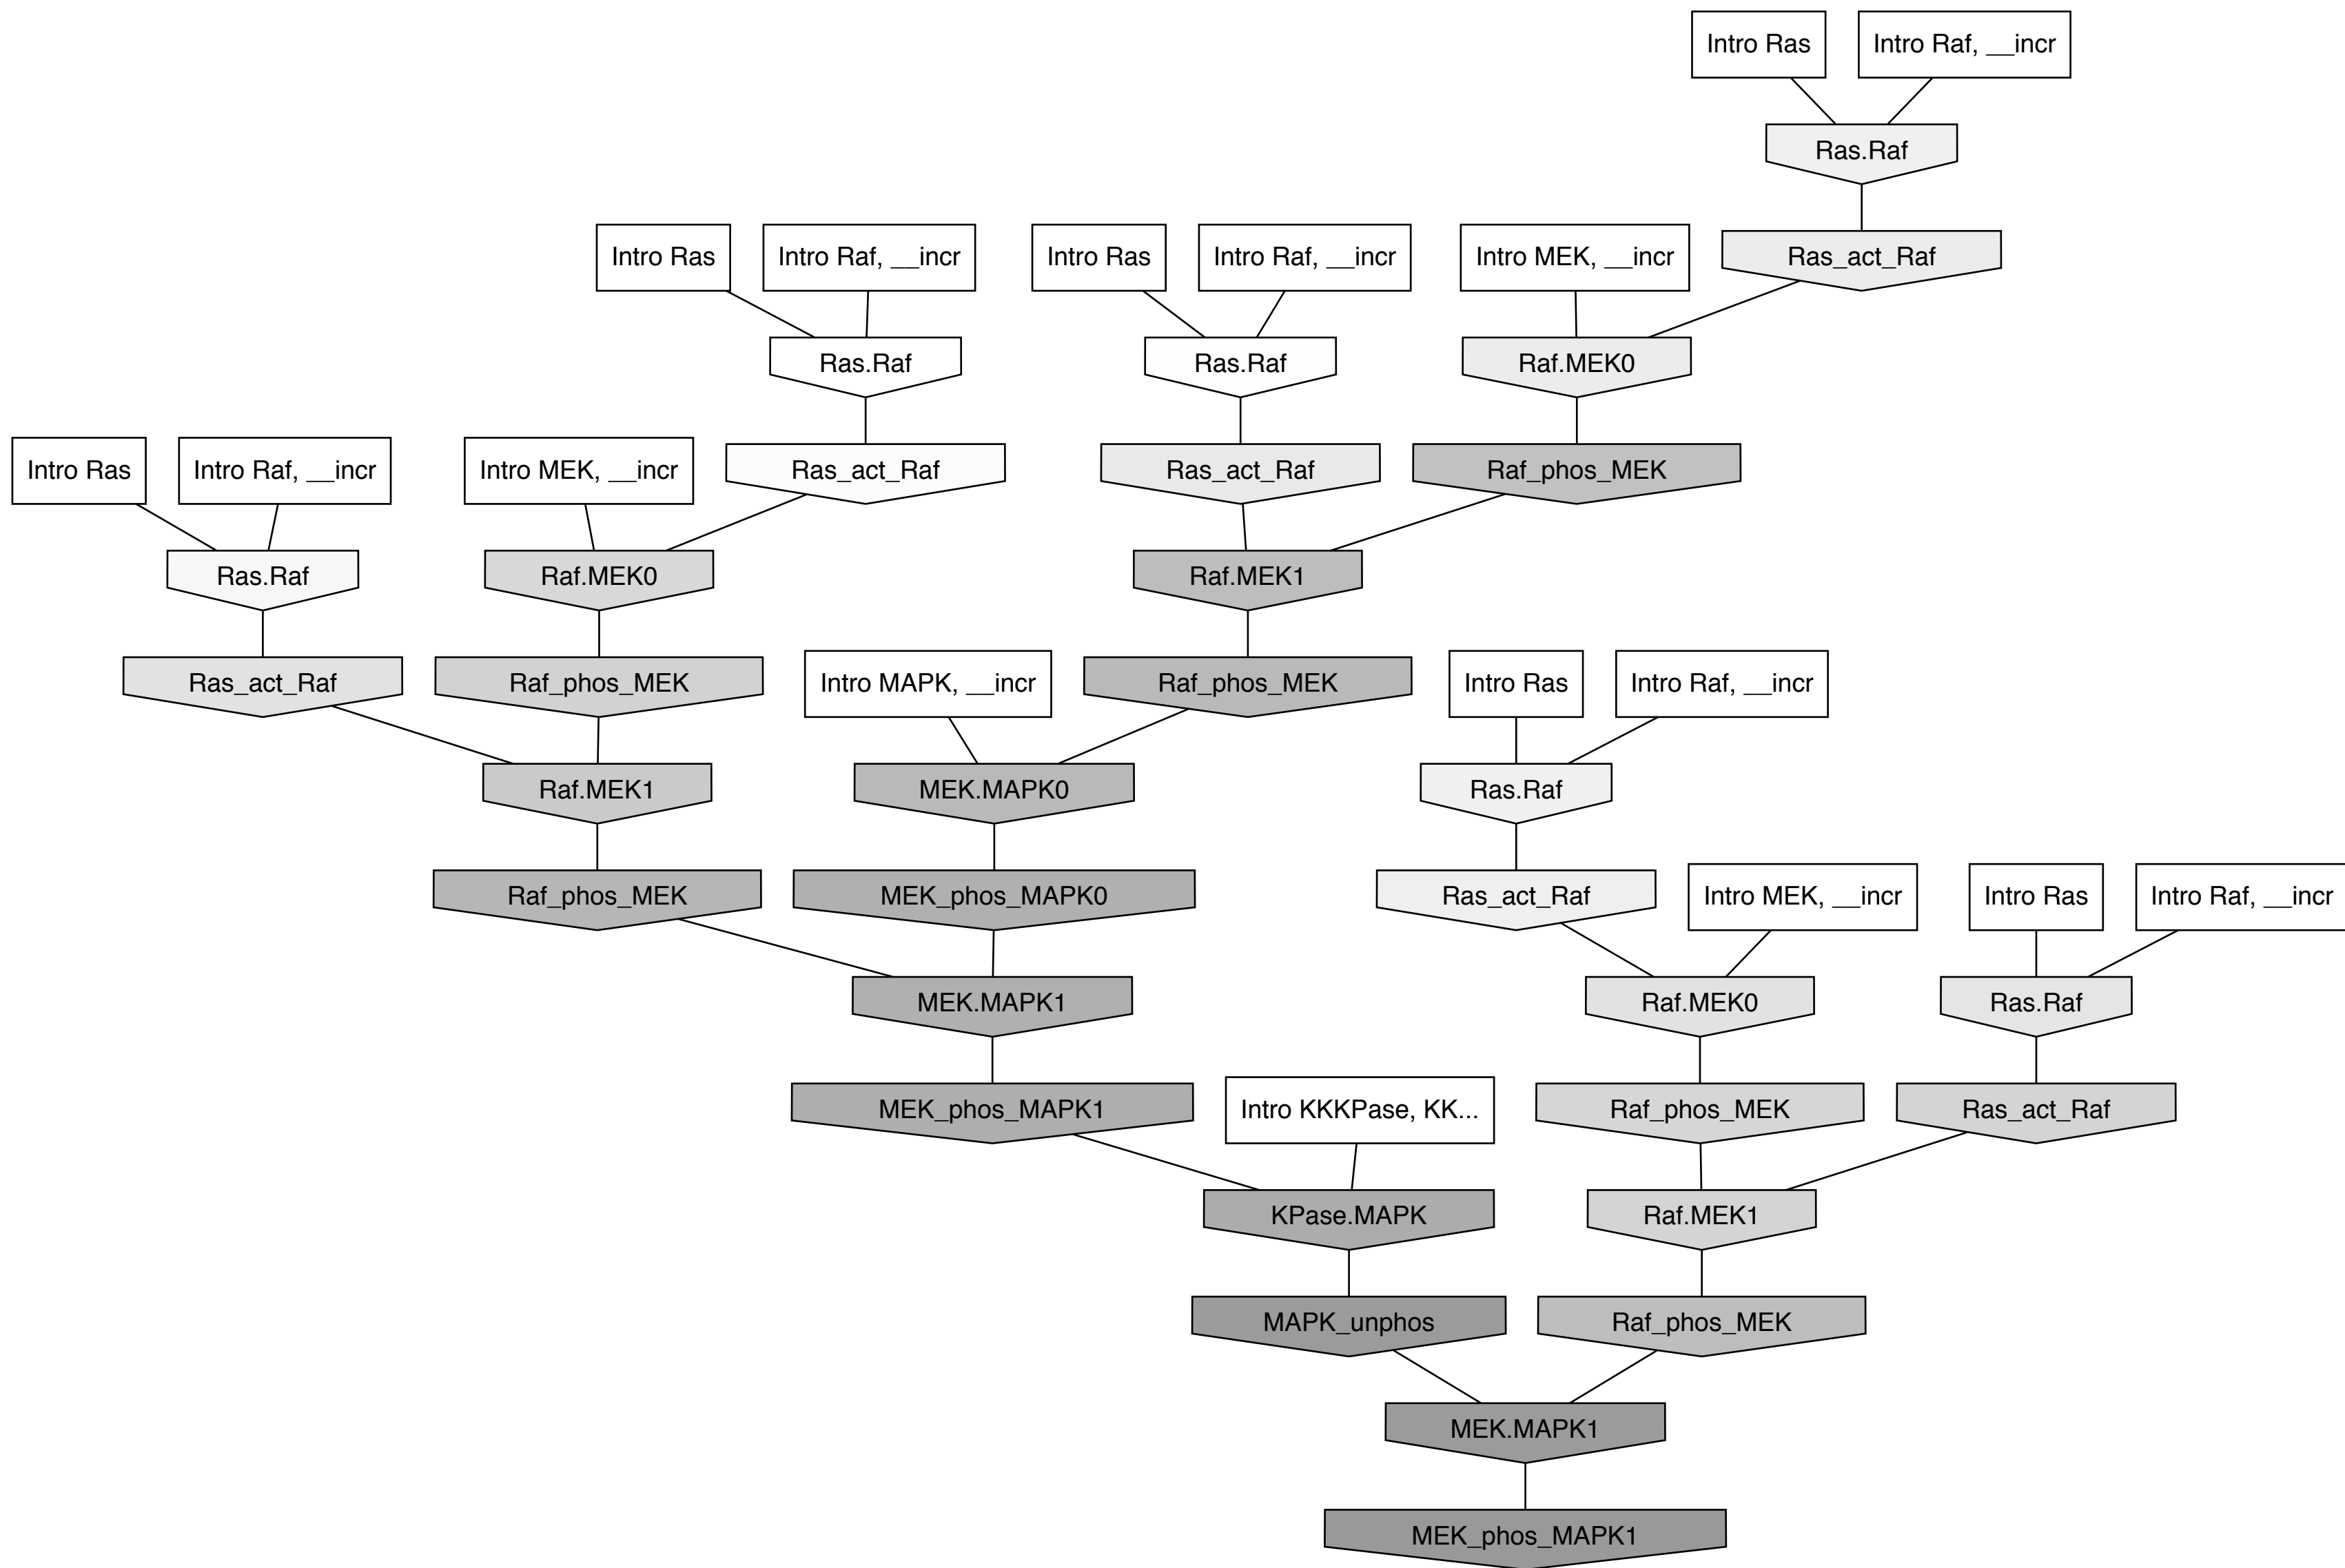 Intro Ras
Intro Raf, __incr
Ras.Raf
Intro Ras
Intro Raf, __incr
Intro Ras
Intro Raf, __incr
Intro MEK, __incr
Ras_act_Raf
Ras.Raf
Ras.Raf
Raf.MEK0
Intro Ras
Intro Raf, __incr
Intro MEK, __incr
Ras_act_Raf
Ras_act_Raf
Raf_phos_MEK
Ras.Raf
Raf.MEK0
Raf.MEK1
Ras_act_Raf
Raf_phos_MEK
Intro MAPK, __incr
Raf_phos_MEK
Intro Ras
Intro Raf, __incr
Raf.MEK1
MEK.MAPK0
Ras.Raf
Raf_phos_MEK
MEK_phos_MAPK0
Ras_act_Raf
Intro MEK, __incr
Intro Ras
Intro Raf, __incr
MEK.MAPK1
Raf.MEK0
Ras.Raf
MEK_phos_MAPK1
Intro KKKPase, KK...
Raf_phos_MEK
Ras_act_Raf
KPase.MAPK
Raf.MEK1
MAPK_unphos
Raf_phos_MEK
MEK.MAPK1
MEK_phos_MAPK1